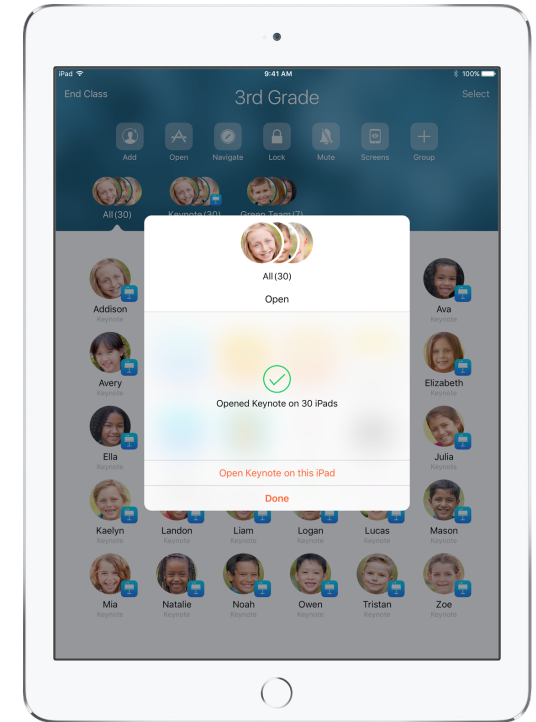 iPad 9:41 AM 100%
End Class 3rd Grade Select
Add Open Navigate Lock Mute Screens Group
All (30) Keynote (30) Green Team (7)
All (30)
Open
Opened Keynote on 30 iPads
Open Keynote on this iPad
Done
Addison Ava
Keynote Keynote
Avery Elizabeth
Keynote Keynote
Ella Julia
Keynote Keynote
Kaelyn Landon Liam Logan Lucas Mason
Keynote Keynote Keynote Keynote Keynote Keynote
Mia Natalie Noah Owen Tristan Zoe
Keynote Keynote Keynote Keynote Keynote Keynote